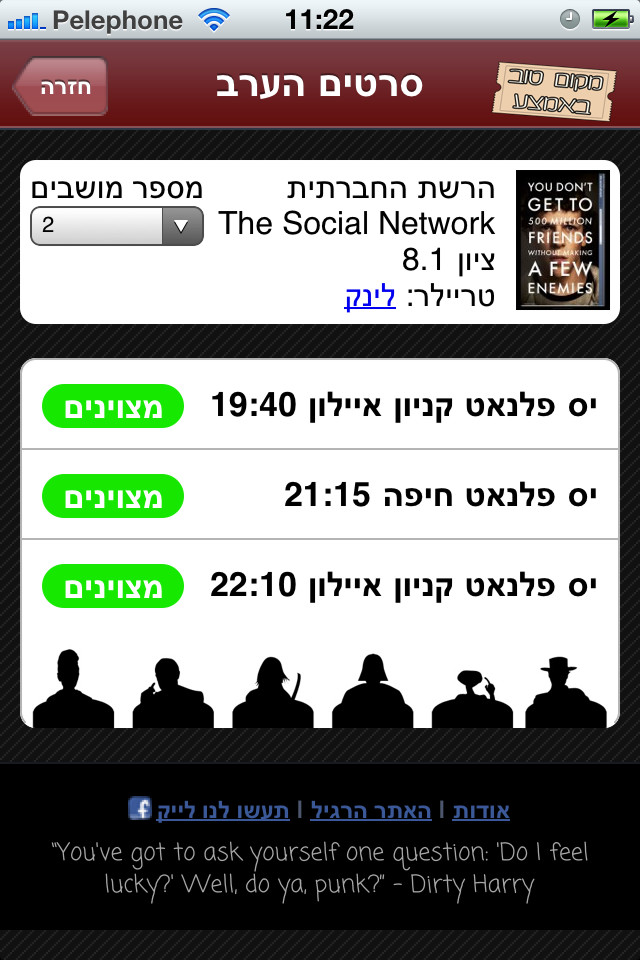 Pelephone 11:22
חזרה
סרטים הערב
מקום טוב
באמצע
הרשת החברתית
The Social Network
ציון 8.1
טריילר: לינק
מספר מושבים
2
YOU DON'T
GET TO
500 MILLION
FRIENDS
WITHOUT MAKING
A FEW
ENEMIES
יס פלנאט קניון איילון 19:40 מצוינים
יס פלנאט חיפה 21:15 מצוינים
יס פלנאט קניון איילון 22:10 מצוינים
אודות | האתר הרגיל | תעשו לנו לייק f
"You've got to ask yourself one question: 'Do I feel
lucky?' Well, do ya, punk?" - Dirty Harry